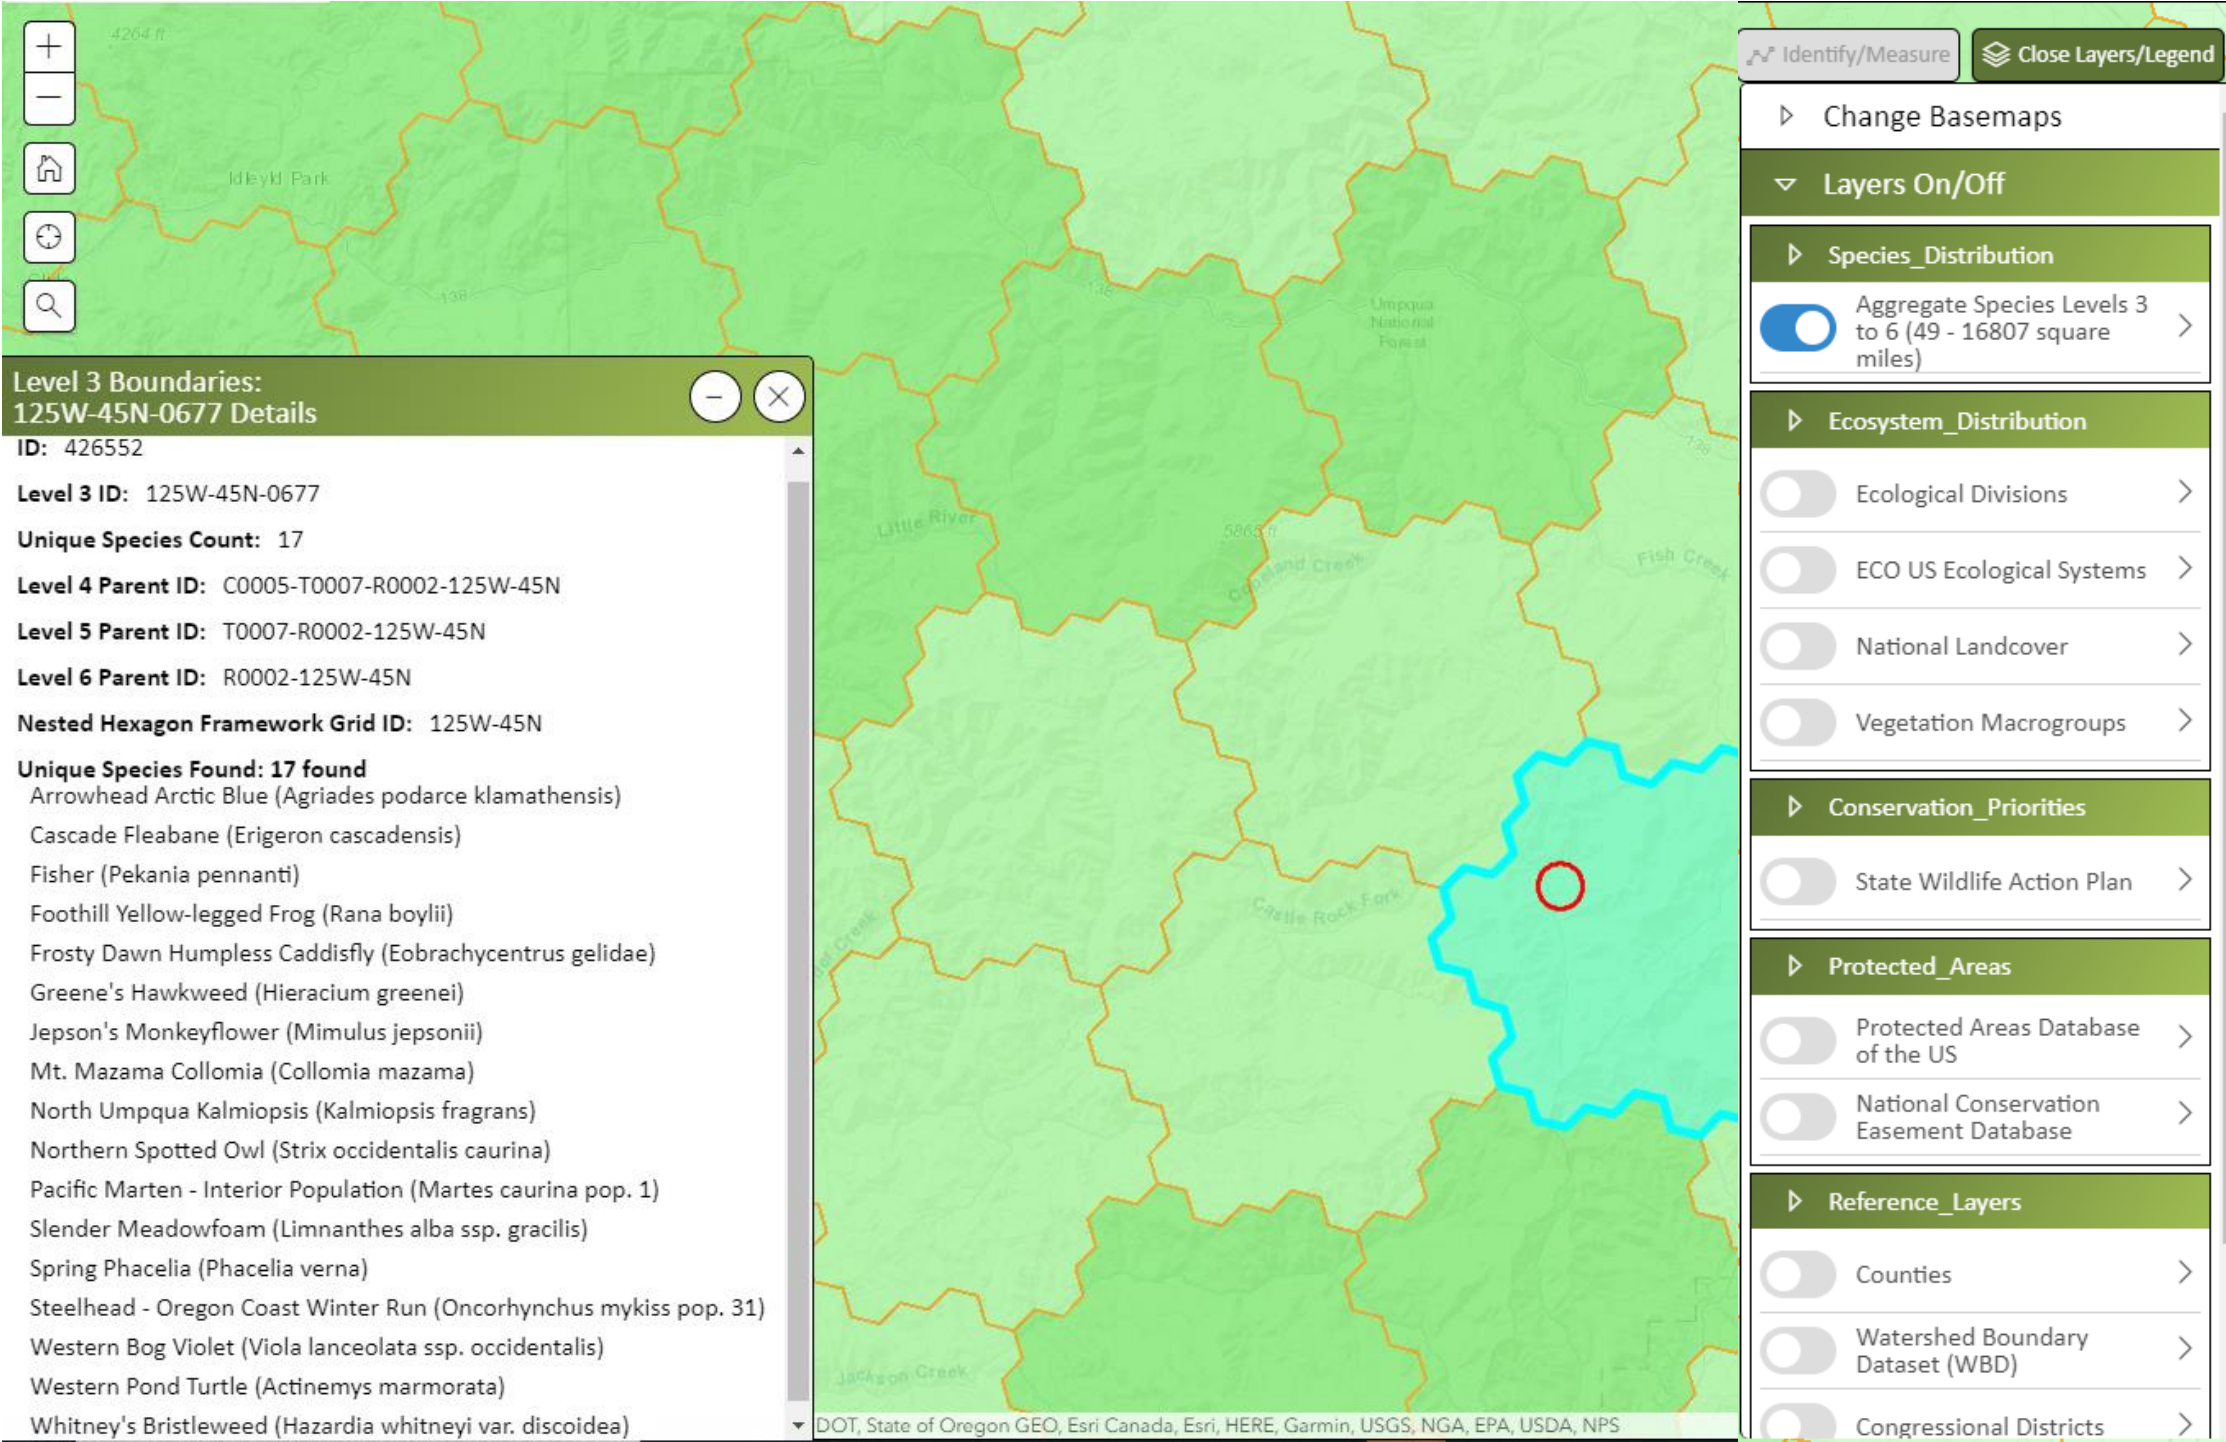 4264 ft
Idleyld Park
Glide
138
138
Umpqua
National
Forest
138
Little River
5865 ft
Copeland Creek
Fish Creek
Castle Rock Fork
Creek
Jackson Creek
Level 3 Boundaries:
125W-45N-0677 Details
ID: 426552
Level 3 ID: 125W-45N-0677
Unique Species Count: 17
Level 4 Parent ID: C0005-T0007-R0002-125W-45N
Level 5 Parent ID: T0007-R0002-125W-45N
Level 6 Parent ID: R0002-125W-45N
Nested Hexagon Framework Grid ID: 125W-45N
Unique Species Found: 17 found
Arrowhead Arctic Blue (Agriades podarce klamathensis)
Cascade Fleabane (Erigeron cascadensis)
Fisher (Pekania pennanti)
Foothill Yellow-legged Frog (Rana boylii)
Frosty Dawn Humpless Caddisfly (Eobrachycentrus gelidae)
Greene's Hawkweed (Hieracium greenei)
Jepson's Monkeyflower (Mimulus jepsonii)
Mt. Mazama Collomia (Collomia mazama)
North Umpqua Kalmiopsis (Kalmiopsis fragrans)
Northern Spotted Owl (Strix occidentalis caurina)
Pacific Marten - Interior Population (Martes caurina pop. 1)
Slender Meadowfoam (Limnanthes alba ssp. gracilis)
Spring Phacelia (Phacelia verna)
Steelhead - Oregon Coast Winter Run (Oncorhynchus mykiss pop. 31)
Western Bog Violet (Viola lanceolata ssp. occidentalis)
Western Pond Turtle (Actinemys marmorata)
Whitney's Bristleweed (Hazardia whitneyi var. discoidea)
DOT, State of Oregon GEO, Esri Canada, Esri, HERE, Garmin, USGS, NGA, EPA, USDA, NPS
Identify/Measure
Close Layers/Legend
Change Basemaps
Layers On/Off
Species_Distribution
Aggregate Species Levels 3
to 6 (49 - 16807 square
miles)
Ecosystem_Distribution
Ecological Divisions
ECO US Ecological Systems
National Landcover
Vegetation Macrogroups
Conservation_Priorities
State Wildlife Action Plan
Protected_Areas
Protected Areas Database
of the US
National Conservation
Easement Database
Reference_Layers
Counties
Watershed Boundary
Dataset (WBD)
Congressional Districts